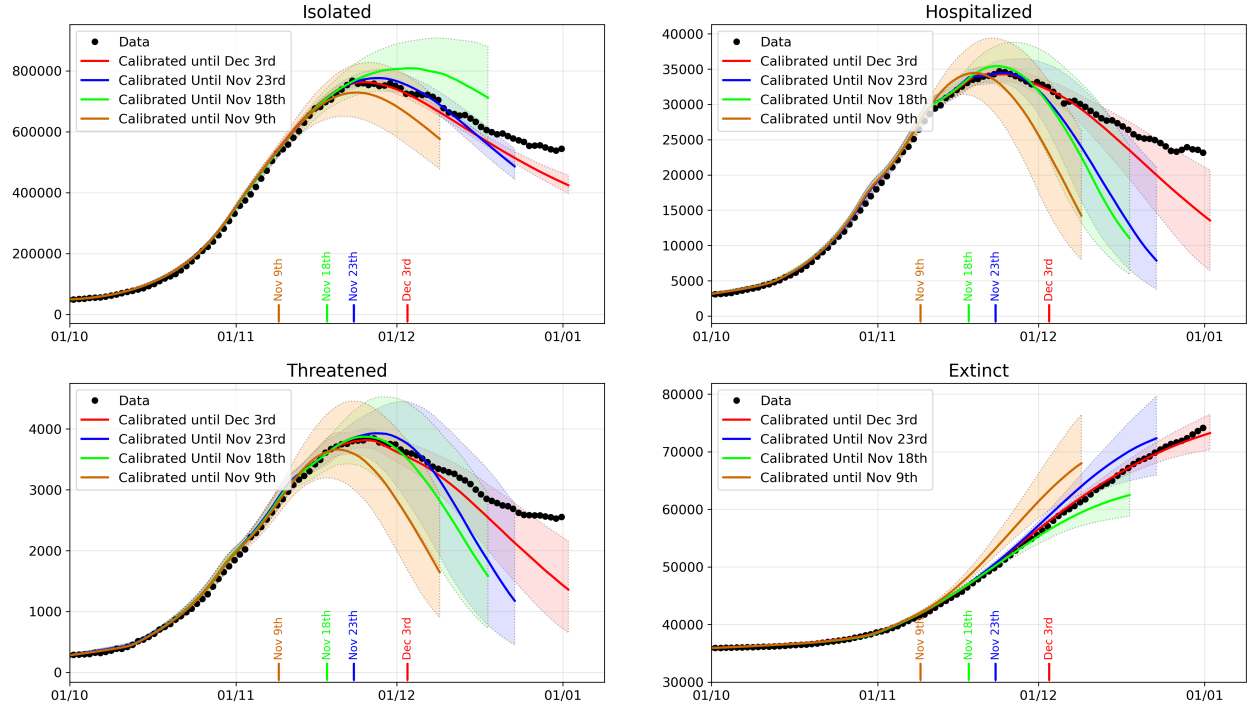 Isolated
Data
Calibrated until Dec 3rd
Calibrated Until Nov 23rd
Calibrated Until Nov 18th
Calibrated Until Nov 9th
800000
600000
400000
200000
0
Nov 9th
Nov 18th
Nov 23th
Dec 3rd
01/10
01/11
01/12
01/01
Hospitalized
Data
Calibrated until Dec 3rd
Calibrated Until Nov 23rd
Calibrated Until Nov 18th
Calibrated Until Nov 9th
40000
35000
30000
25000
20000
15000
10000
5000
0
Nov 9th
Nov 18th
Nov 23th
Dec 3rd
01/10
01/11
01/12
01/01
Threatened
Data
Calibrated until Dec 3rd
Calibrated Until Nov 23rd
Calibrated Until Nov 18th
Calibrated Until Nov 9th
4000
3000
2000
1000
0
Nov 9th
Nov 18th
Nov 23th
Dec 3rd
01/10
01/11
01/12
01/01
Extinct
Data
Calibrated until Dec 3rd
Calibrated Until Nov 23rd
Calibrated Until Nov 18th
Calibrated Until Nov 9th
80000
70000
60000
50000
40000
30000
Nov 9th
Nov 18th
Nov 23th
Dec 3rd
01/10
01/11
01/12
01/01